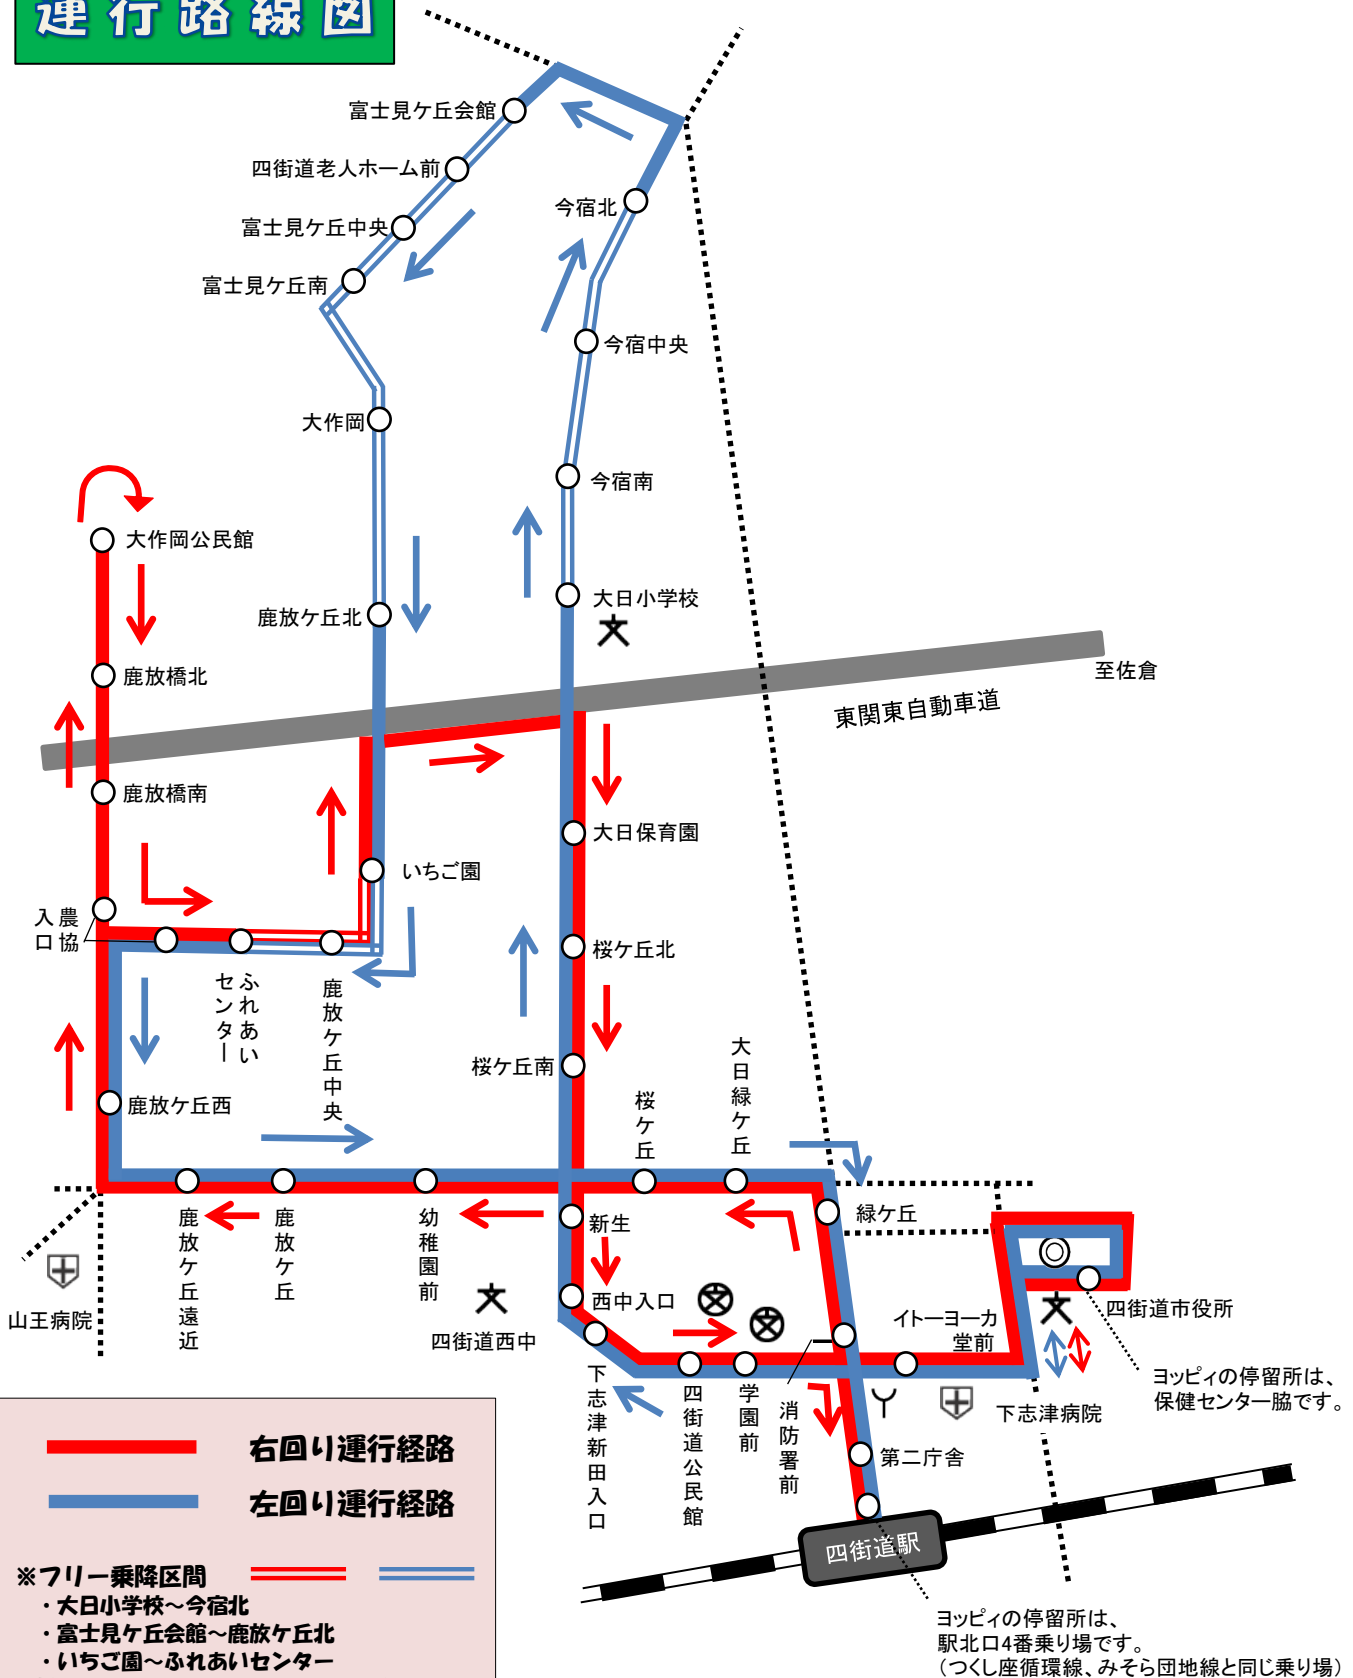 運行路線図
富士見ケ丘会館
四街道老人ホーム前
富士見ケ丘中央
富士見ケ丘南
今宿北
今宿中央
大作岡
今宿南
大作岡公民館
大日小学校
鹿放ケ丘北
鹿放橋北
至佐倉
東関東自動車道
鹿放橋南
大日保育園
いちご園
農協
入口
桜ケ丘北
ふれあい
センター
鹿放ケ丘中央
桜ケ丘南
大日緑ケ丘
桜ケ丘
鹿放ケ丘西
鹿放ケ丘遠近
鹿放ケ丘
幼稚園前
新生
緑ケ丘
山王病院
西中入口
四街道西中
イトーヨーカ
堂前
四街道市役所
ヨッピィの停留所は、
保健センター脇です。
下志津新田入口
四街道公民館
学園前
消防署前
下志津病院
第二庁舎
四街道駅
ヨッピィの停留所は、
駅北口4番乗り場です。
（つくし座循環線、みそら団地線と同じ乗り場）
右回り運行経路
左回り運行経路
※フリー乗降区間
・大日小学校～今宿北
・富士見ケ丘会館～鹿放ケ丘北
・いちご園～ふれあいセンター